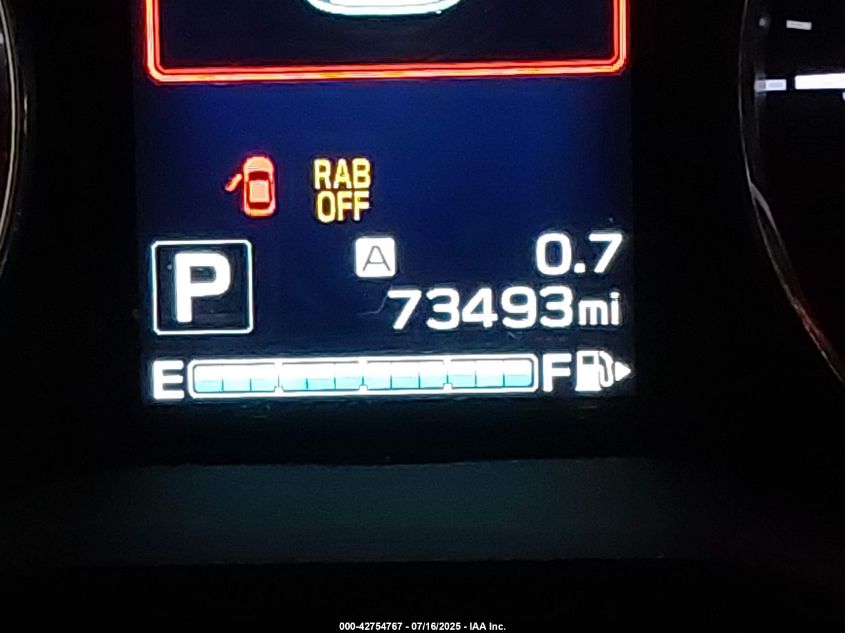 RAB
OFF
P
A 0.7
73493mi
E F
000-42754767 - 07/16/2025 - IAA Inc.